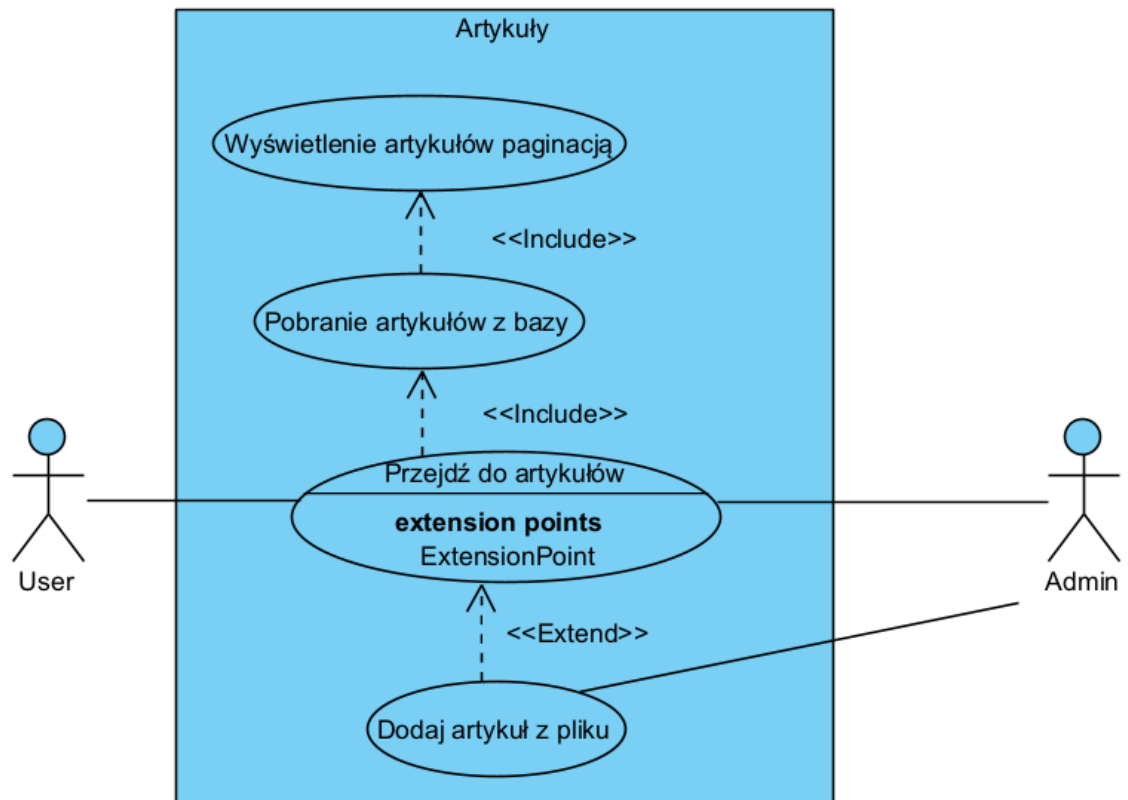 Artykuły
Wyświetlenie artykułów paginacją
<<Include>>
Pobranie artykułów z bazy
<<Include>>
Przejdź do artykułów
extension points
ExtensionPoint
User
Admin
<<Extend>>
Dodaj artykuł z pliku